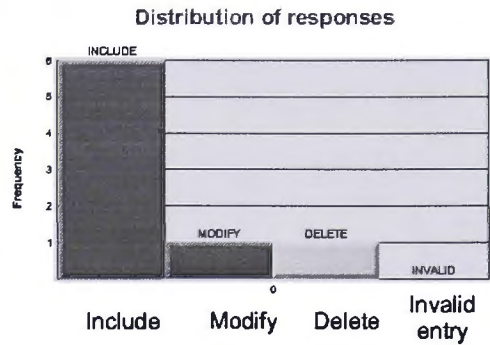 Distribution of responses
INCLUDE
6
5
4
3
2
1
Frequency
MODIFY
DELETE
INVALID
0
Include
Modify
Delete
Invalid
entry